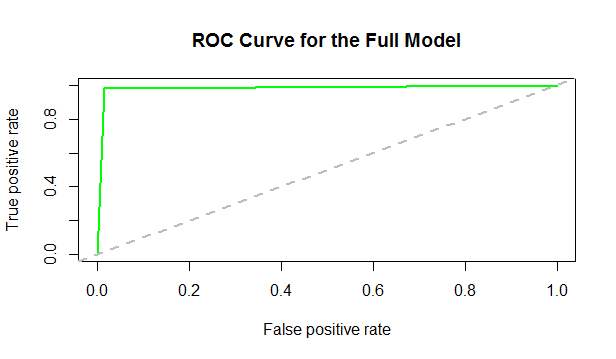 ROC Curve for the Full Model
True positive rate
0.8
0.4
0.0
0.0 0.2 0.4 0.6 0.8 1.0
False positive rate